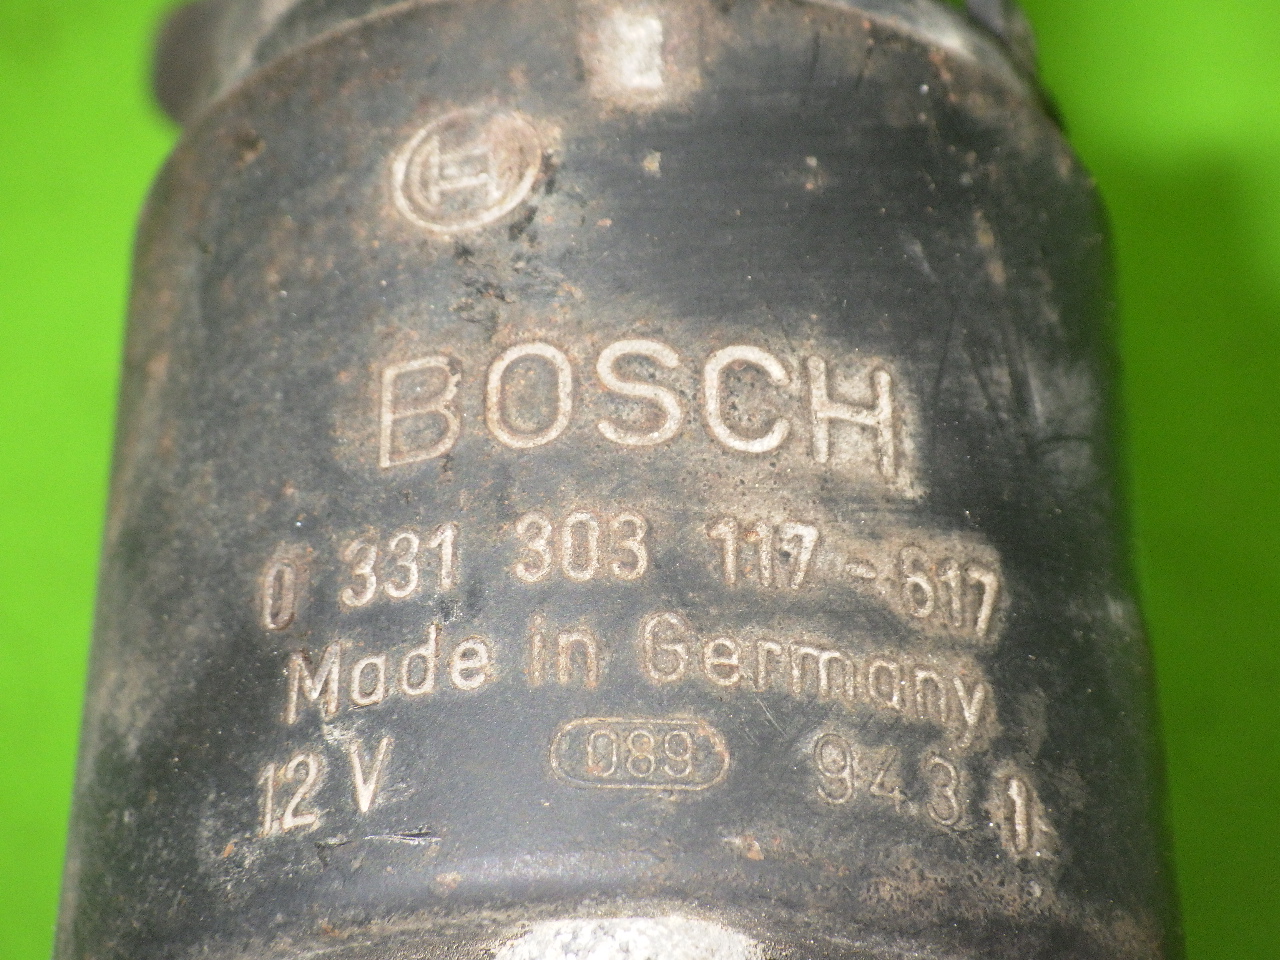 BOSCH
0 331 303 117-617
Made in Germany
12 V 089 943 1